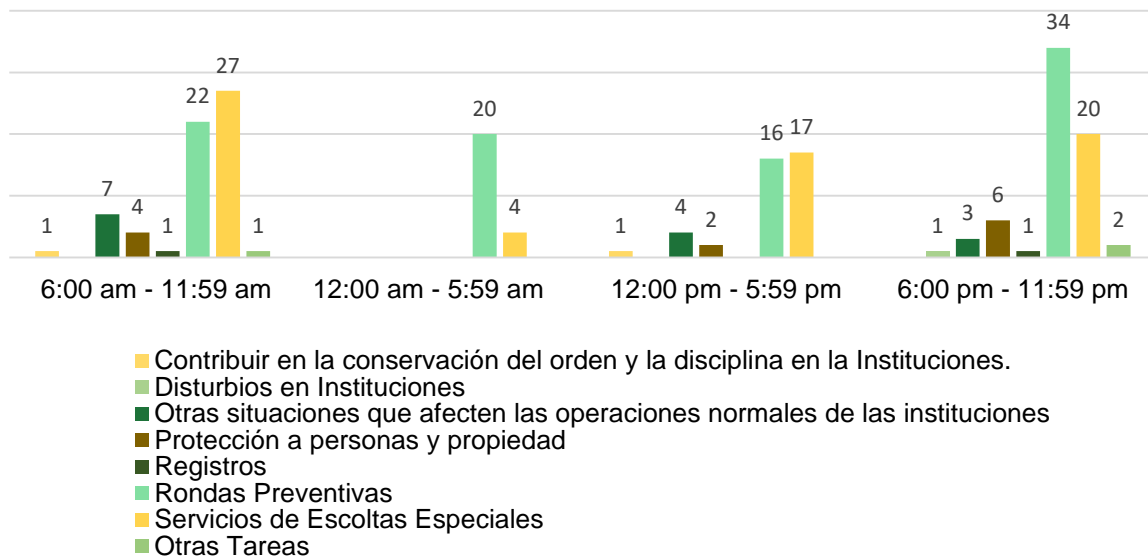 34
27
22
20
20
16 17
7
4
6
4
4
3
2
2
1
1
1
1
1
1
6:00 am - 11:59 am 12:00 am - 5:59 am 12:00 pm - 5:59 pm 6:00 pm - 11:59 pm
Contribuir en la conservación del orden y la disciplina en la Instituciones.
Disturbios en Instituciones
Otras situaciones que afecten las operaciones normales de las instituciones
Protección a personas y propiedad
Registros
Rondas Preventivas
Servicios de Escoltas Especiales
Otras Tareas